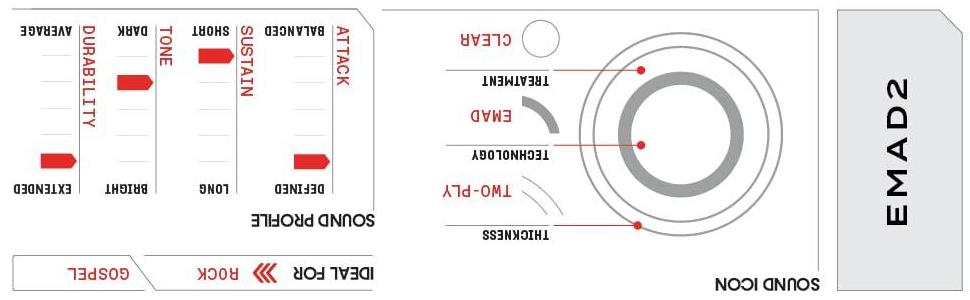 EMAD2
SOUND ICON
THICKNESS
TWO-PLY
TECHNOLOGY
EMAD
TREATMENT
CLEAR
IDEAL FOR
ROCK
GOSPEL
SOUND PROFILE
DEFINED
LONG
BRIGHT
EXTENDED
ATTACK
SUSTAIN
TONE
DURABILITY
BALANCED
SHORT
DARK
AVERAGE